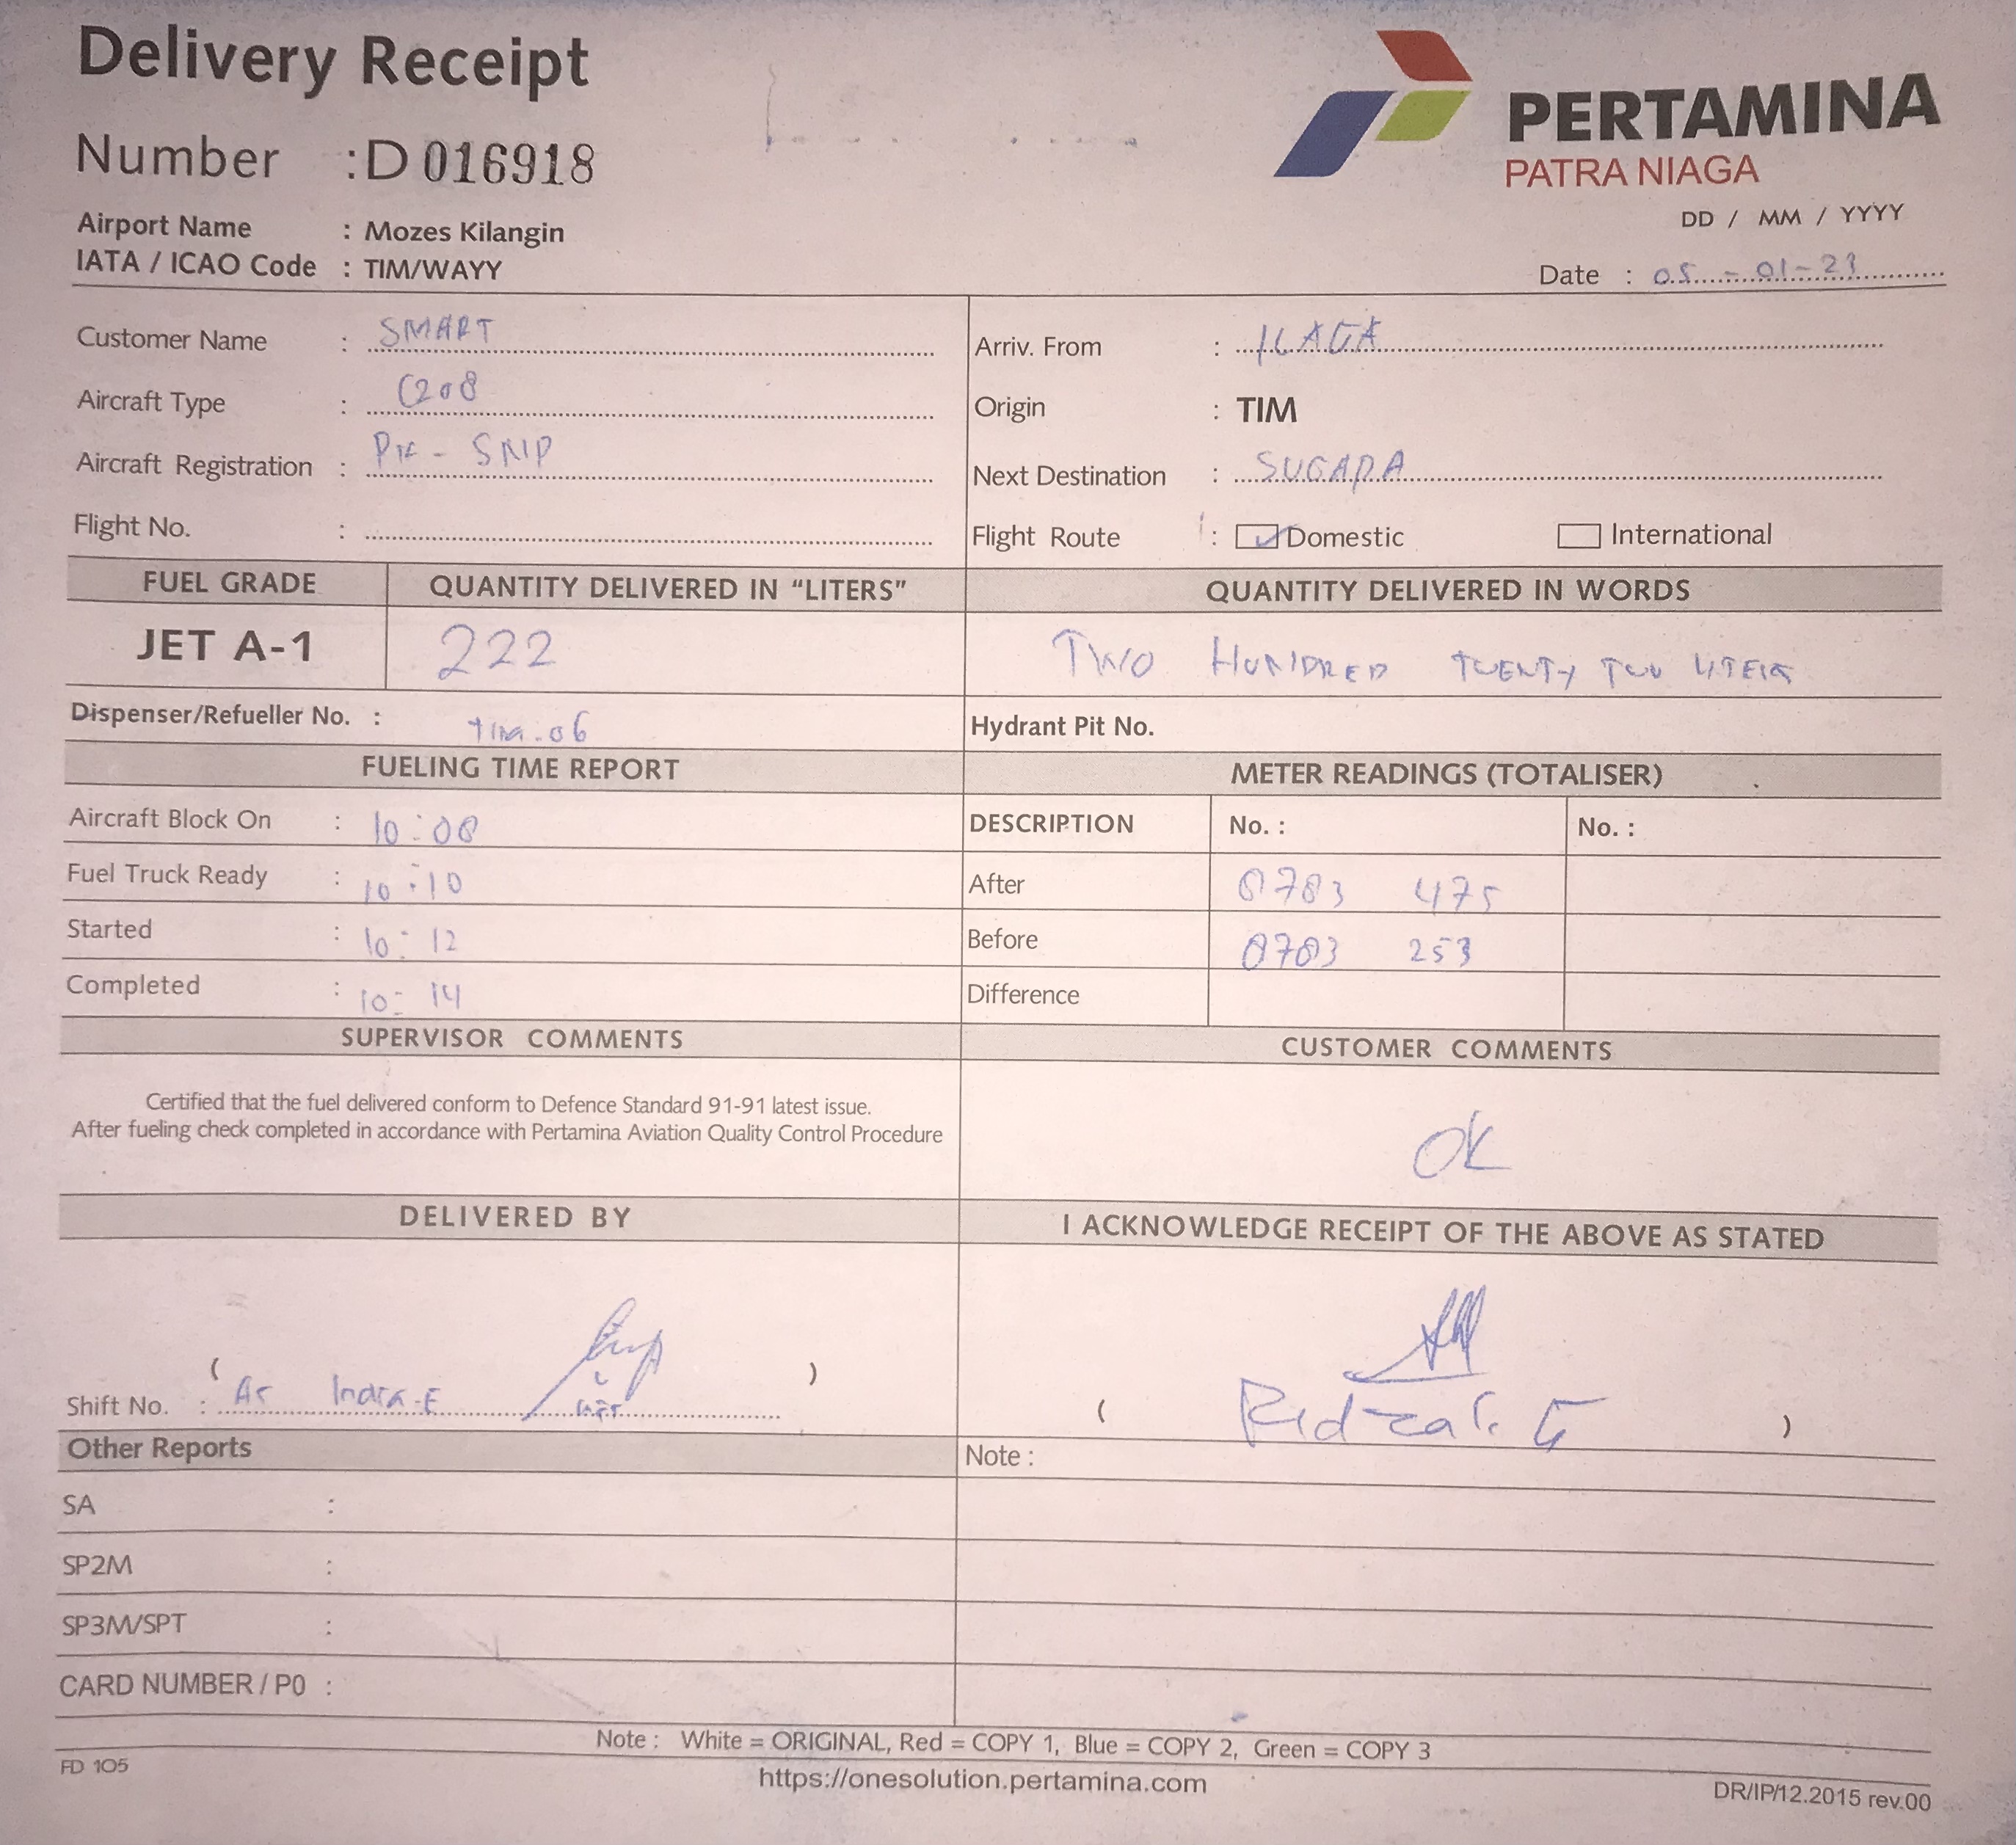 Delivery Receipt
PERTAMINA
PATRA NIAGA
Number : D 016918
DD / MM / YYYY
Airport Name : Mozes Kilangin
IATA / ICAO Code : TIM/WAYY
Date : 05 - 01 - 23
Customer Name : SMART
Arriv. From : ILAGA
Aircraft Type : C208
Origin : TIM
Aircraft Registration : PK - SNP
Next Destination : SUGAPA
Flight No. :
Flight Route : Domestic International
FUEL GRADE QUANTITY DELIVERED IN "LITERS" QUANTITY DELIVERED IN WORDS
JET A-1 222 TWO HUNDRED TWENTY TWO LITER
Dispenser/Refueller No. : TIM-06 Hydrant Pit No.
FUELING TIME REPORT METER READINGS (TOTALISER)
Aircraft Block On : 10:08 DESCRIPTION No. : No. :
Fuel Truck Ready : 10:10 After 0783 475
Started : 10:12 Before 0783 253
Completed : 10:14 Difference
SUPERVISOR COMMENTS CUSTOMER COMMENTS
Certified that the fuel delivered conform to Defence Standard 91-91 latest issue.
After fueling check completed in accordance with Pertamina Aviation Quality Control Procedure
OK
DELIVERED BY I ACKNOWLEDGE RECEIPT OF THE ABOVE AS STATED
( )
Shift No. : Indra-E
( )
Other Reports Note :
SA :
SP2M :
SP3M/SPT :
CARD NUMBER / P0 :
Note : White = ORIGINAL, Red = COPY 1, Blue = COPY 2, Green = COPY 3
FD 105
https://onesolution.pertamina.com
DR/IP/12.2015 rev.00